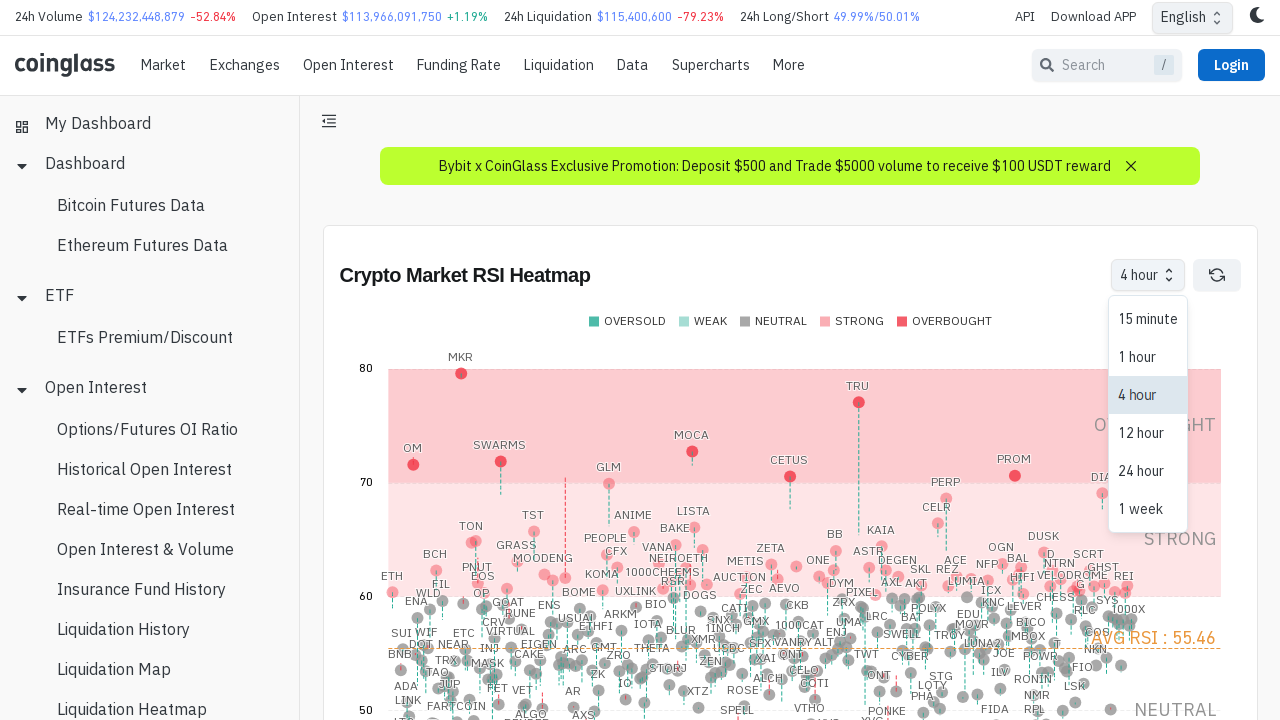 24h Volume $124,232,448,879 -52.84% Open Interest $113,966,091,750 +1.19% 24h Liquidation $115,400,600 -79.23% 24h Long/Short 49.99%/50.01% API Download APP English
coinglass Market Exchanges Open Interest Funding Rate Liquidation Data Supercharts More Search / Login
My Dashboard
Dashboard
Bitcoin Futures Data
Ethereum Futures Data
ETF
ETFs Premium/Discount
Open Interest
Options/Futures OI Ratio
Historical Open Interest
Real-time Open Interest
Open Interest & Volume
Insurance Fund History
Liquidation History
Liquidation Map
Liquidation Heatmap
Bybit x CoinGlass Exclusive Promotion: Deposit $500 and Trade $5000 volume to receive $100 USDT reward
Crypto Market RSI Heatmap
4 hour
15 minute
1 hour
4 hour
12 hour
24 hour
1 week
OVERSOLD WEAK NEUTRAL STRONG OVERBOUGHT
80
MKR
TRU
MOCA
OM SWARMS
CETUS PROM
GLM
70
PERP
LISTA CELR
TST ANIME
TON BAKE KAIA
GRASS PEOPLE BB DUSK
BCH MOODENG CFX VANA ZETA ASTR OGN
STRONG
PNUT NEIROETH METIS ONE DEGEN ACE NFP BAL NTRN SCRT
ETH EOS KOMA 1000CHEEMS AUCTION SKL REZ HIFI VELODROME GHST REI
FIL RSR DYM AXL AKT LUMIA
WLD OP BOME UXLINK DOGS ZEC AEVO PIXEL ICX CHESS
60
ENA GOAT ENS BIO CATI CKB ZRX POLYX KNC LEVER RLC SYS 1000X
CRV RUNE USUAL ARKM SNX GMX LRC BAT EDU
SUI WIF ETC VIRTUAL ETHFI IOTA BLUR 1INCH 1000CAT UMA ENJ SWELL TROY MOVR MBOX BICO COS
AVG RSI : 55.46
DOT NEAR INJ EIGEN ARC GMT THETA XMR USDC SPX VANRY ALT LUNA2 JOE T NKN
BNB TRX MASK CAKE ZRO ZEN XAI QNT TWT CYBER POWR FIO
TAO ZK STORJ ALCH CELO ONT STG ILV RONIN
ADA JUP FET VET AR IO XTZ ROSE COTI LOTY NMR LSK
LINK FARTCOIN ALGO AXS SPELL VTHO PONKE PHA FIDA RPL
NEUTRAL
50